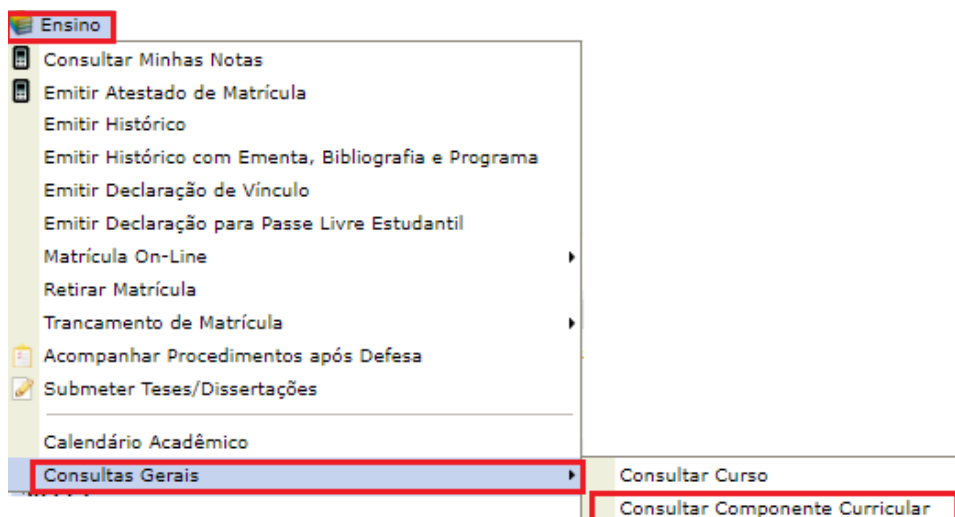 Ensino
Consultar Minhas Notas
Emitir Atestado de Matrícula
Emitir Histórico
Emitir Histórico com Ementa, Bibliografia e Programa
Emitir Declaração de Vínculo
Emitir Declaração para Passe Livre Estudantil
Matrícula On-Line
Retirar Matrícula
Trancamento de Matrícula
Acompanhar Procedimentos após Defesa
Submeter Teses/Dissertações
Calendário Acadêmico
Consultas Gerais
Consultar Curso
Consultar Componente Curricular